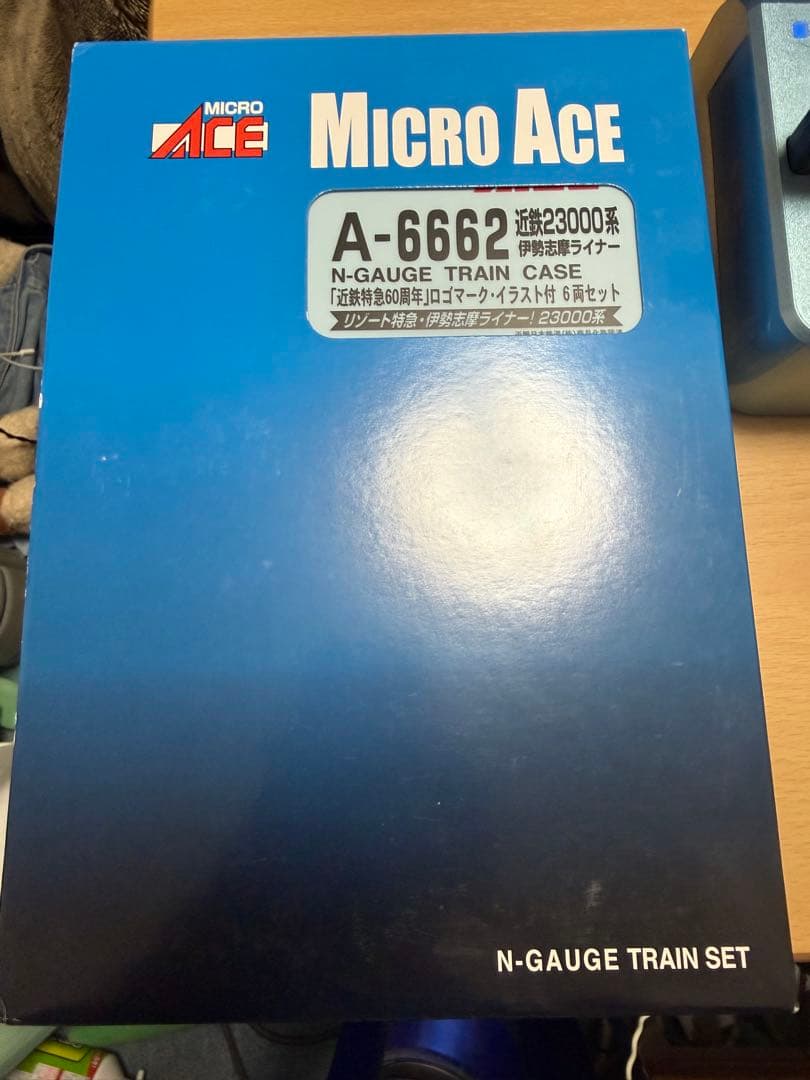 MICRO
ACE
MICRO ACE
A-6662 近鉄23000系
伊勢志摩ライナー
N-GAUGE TRAIN CASE
「近鉄特急60周年」ロゴマーク・イラスト付 6両セット
リゾート特急・伊勢志摩ライナー! 23000系
N-GAUGE TRAIN SET